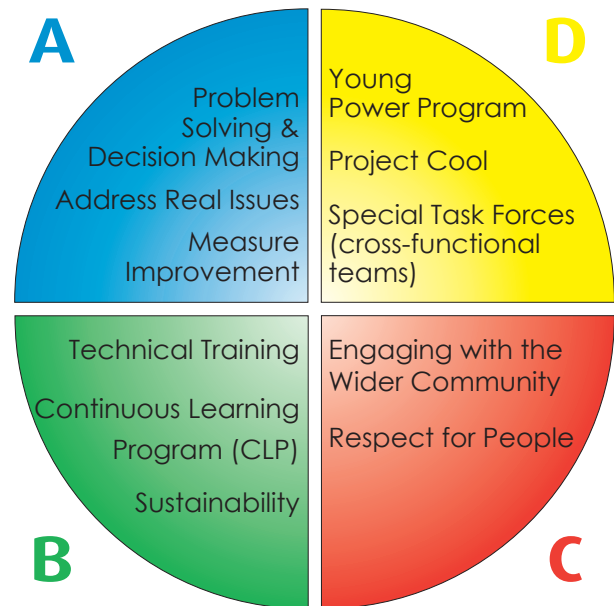 A
Problem
Solving &
Decision Making
Address Real Issues
Measure
Improvement
D
Young
Power Program
Project Cool
Special Task Forces
(cross-functional
teams)
Technical Training
Continuous Learning
Program (CLP)
Sustainability
B
Engaging with the
Wider Community
Respect for People
C